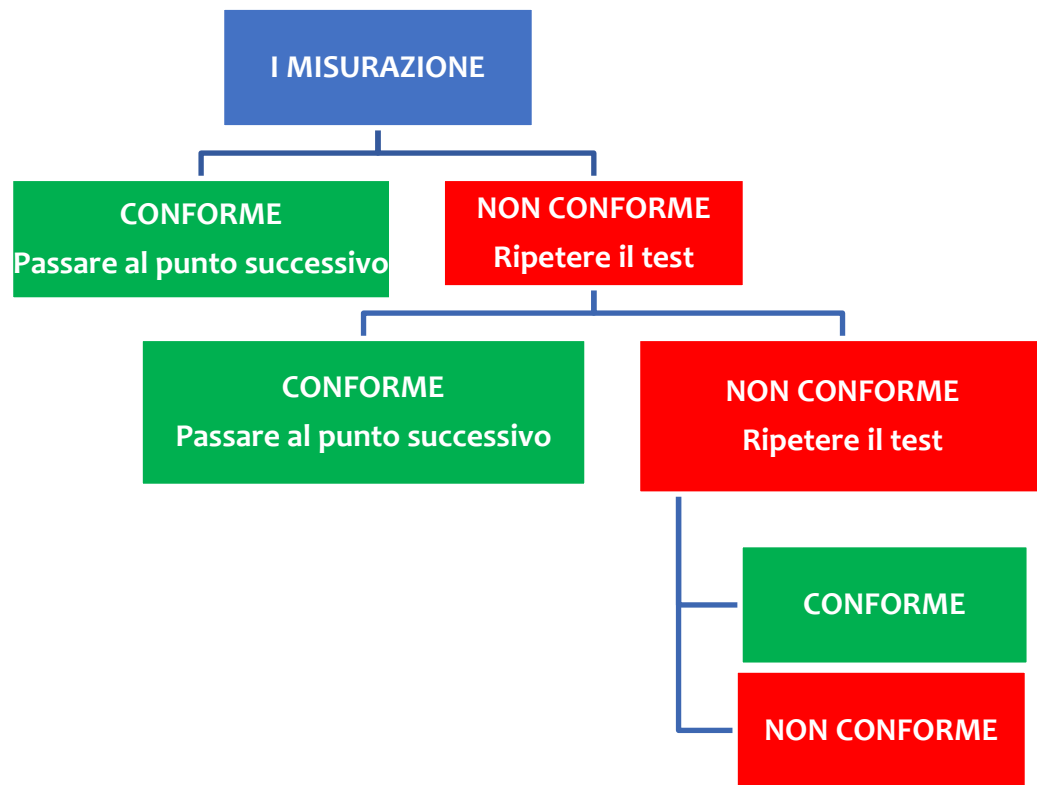 I MISURAZIONE
CONFORME
Passare al punto successivo
NON CONFORME
Ripetere il test
CONFORME
Passare al punto successivo
NON CONFORME
Ripetere il test
CONFORME
NON CONFORME